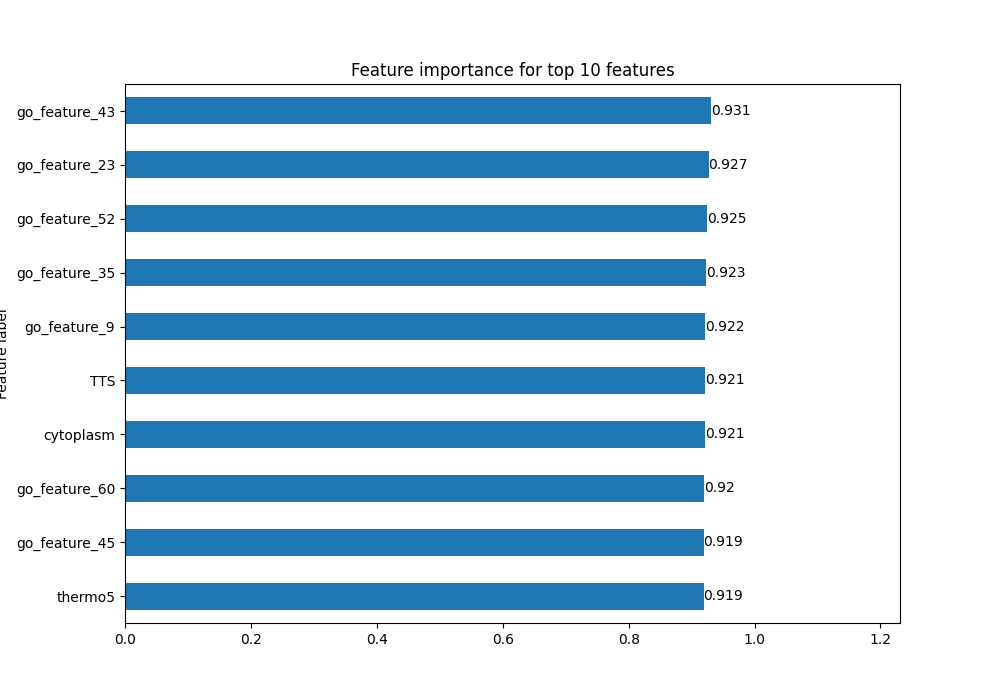 Feature importance for top 10 features
go_feature_43
0.931
go_feature_23
0.927
go_feature_52
0.925
go_feature_35
0.923
go_feature_9
0.922
TTS
0.921
cytoplasm
0.921
go_feature_60
0.92
go_feature_45
0.919
thermo5
0.919
Feature label
0.0 0.2 0.4 0.6 0.8 1.0 1.2